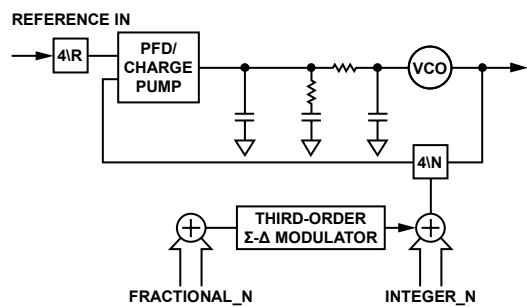 REFERENCE IN
4\R
PFD/
CHARGE
PUMP
VCO
4\N
THIRD-ORDER
Σ-Δ MODULATOR
FRACTIONAL_N
INTEGER_N